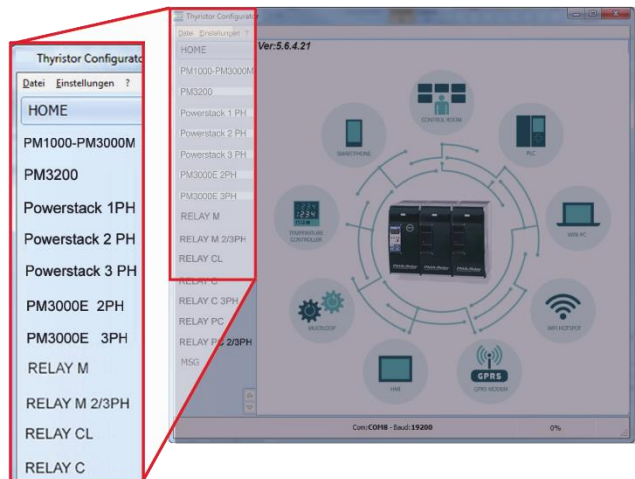 Thyristor Configurato
Datei Einstellungen ?
HOME
PM1000-PM3000M
PM3200
Powerstack 1PH
Powerstack 2 PH
Powerstack 3 PH
PM3000E 2PH
PM3000E 3PH
RELAY M
RELAY M 2/3PH
RELAY CL
RELAY C
Thyristor Configurator
Datei Einstellungen ?
Ver:5.6.4.21
HOME
PM1000-PM3000M
PM3200
Powerstack 1 PH
Powerstack 2 PH
Powerstack 3 PH
PM3000E 2PH
PM3000E 3PH
RELAY M
RELAY M 2/3PH
RELAY CL
RELAY C
RELAY C 3PH
RELAY PC
RELAY PC 2/3PH
MSG
CONTROL ROOM
SMARTPHONE
PLC
TEMPERATURE
CONTROLLER
WEB PC
MULTILOOP
WIFI HOTSPOT
HMI
GPRS
GPRS MODEM
Com:COM8 - Baud:19200
0%